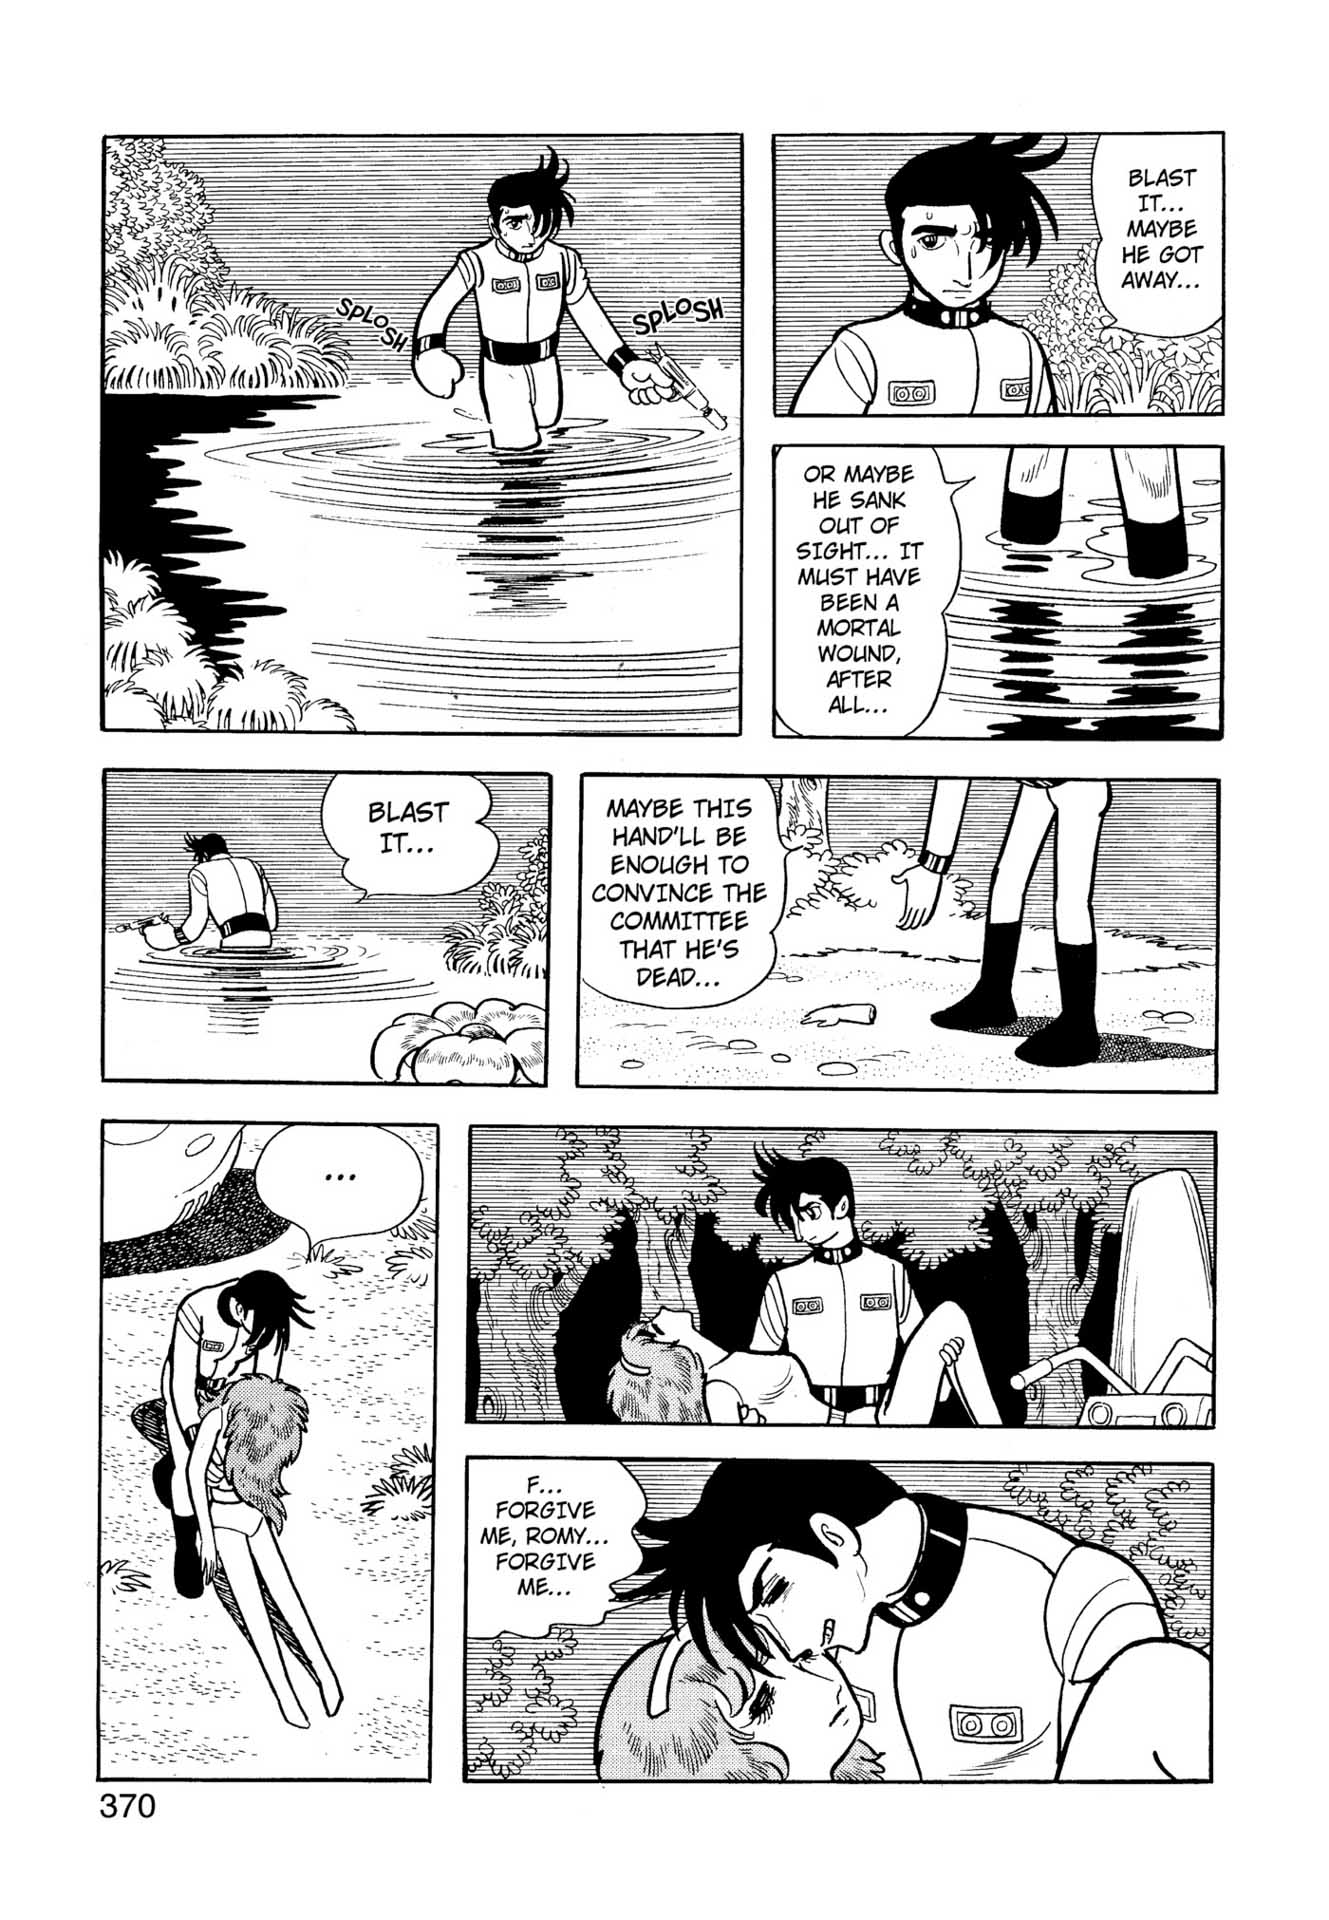 SPLOSH
SPLOSH
BLAST
IT...
MAYBE
HE GOT
AWAY...
OR MAYBE
HE SANK
OUT OF
SIGHT... IT
MUST HAVE
BEEN A
MORTAL
WOUND,
AFTER
ALL...
BLAST
IT...
MAYBE THIS
HAND'LL BE
ENOUGH TO
CONVINCE THE
COMMITTEE
THAT HE'S
DEAD...
...
F...
FORGIVE
ME, ROMY...
FORGIVE
ME...
370